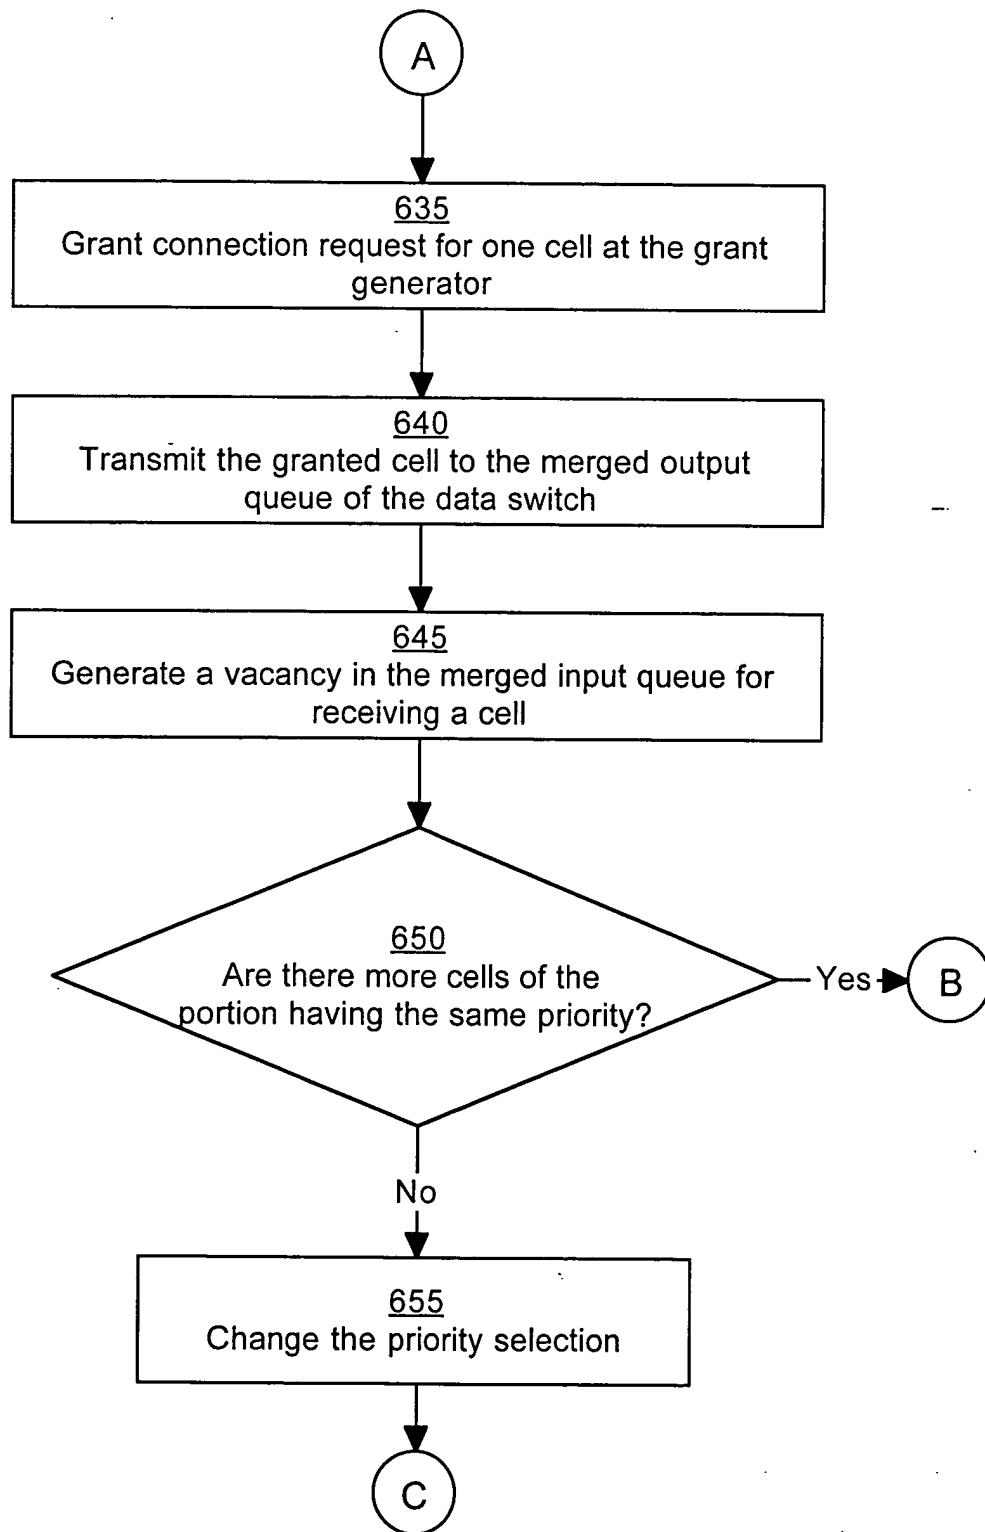 A
635
Grant connection request for one cell at the grant
generator
640
Transmit the granted cell to the merged output
queue of the data switch
645
Generate a vacancy in the merged input queue for
receiving a cell
650
Are there more cells of the
portion having the same priority?
Yes
B
No
655
Change the priority selection
C